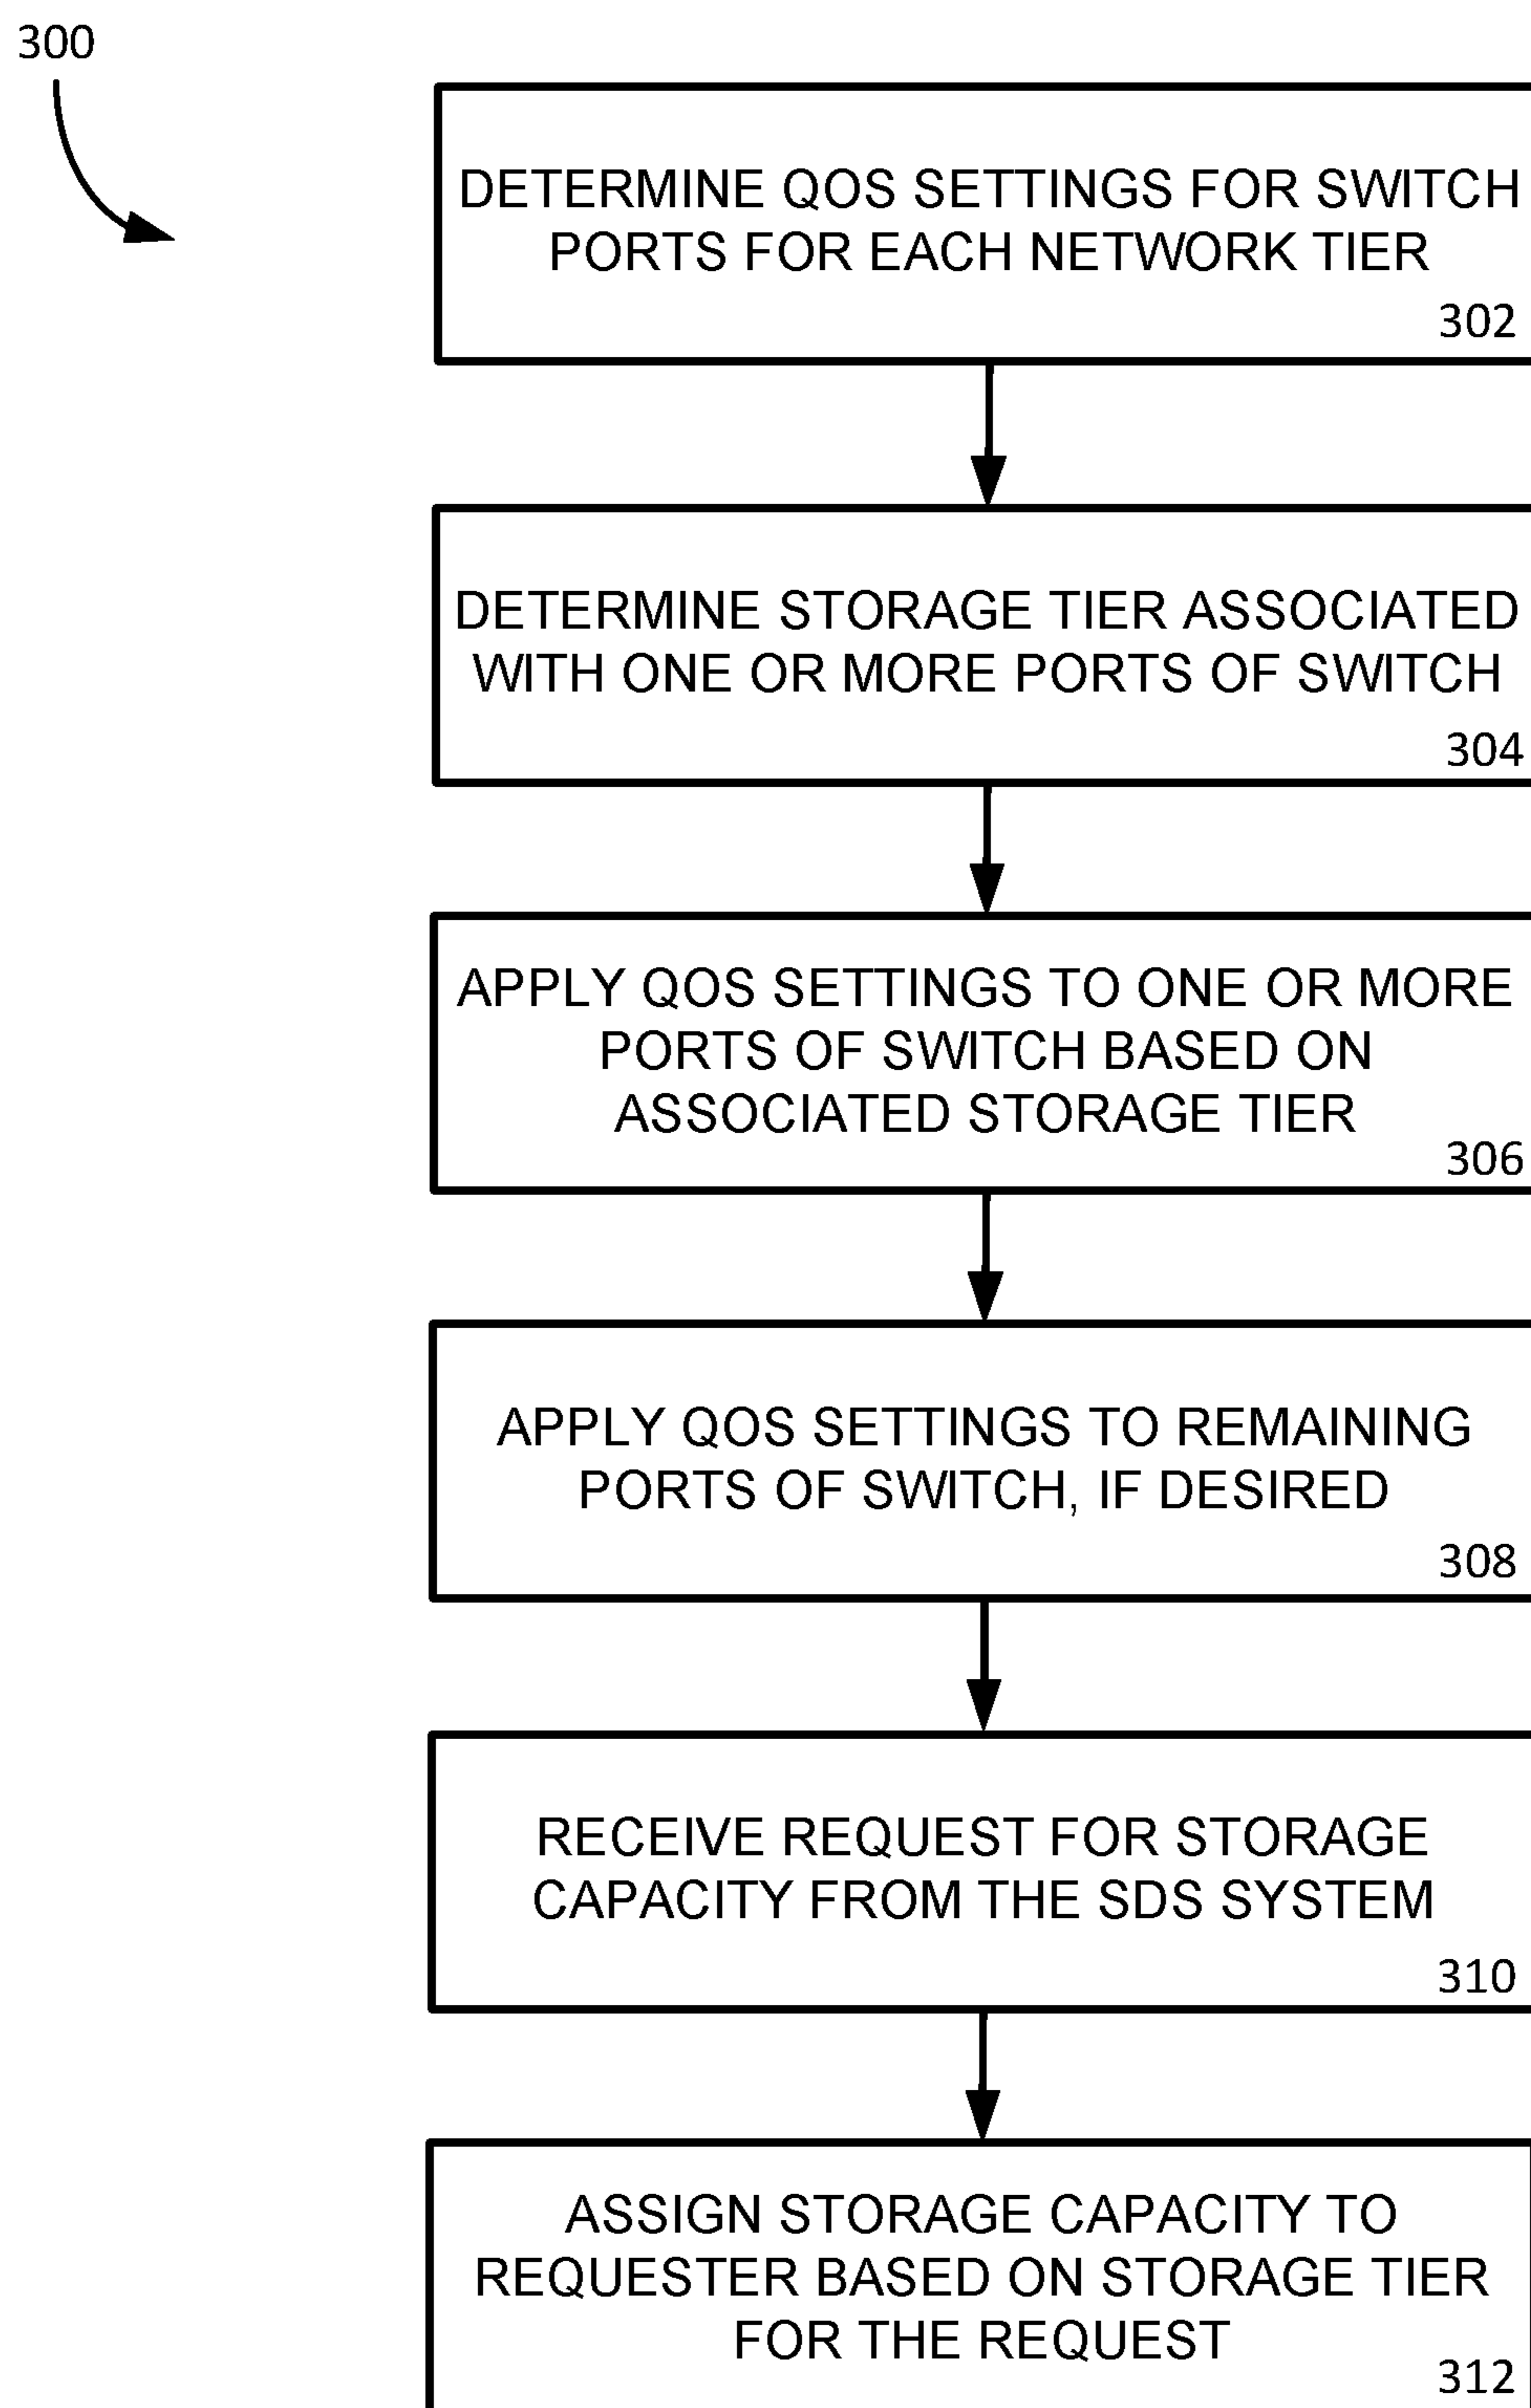 300
DETERMINE QOS SETTINGS FOR SWITCH
PORTS FOR EACH NETWORK TIER
302
DETERMINE STORAGE TIER ASSOCIATED
WITH ONE OR MORE PORTS OF SWITCH
304
APPLY QOS SETTINGS TO ONE OR MORE
PORTS OF SWITCH BASED ON
ASSOCIATED STORAGE TIER
306
APPLY QOS SETTINGS TO REMAINING
PORTS OF SWITCH, IF DESIRED
308
RECEIVE REQUEST FOR STORAGE
CAPACITY FROM THE SDS SYSTEM
310
ASSIGN STORAGE CAPACITY TO
REQUESTER BASED ON STORAGE TIER
FOR THE REQUEST
312